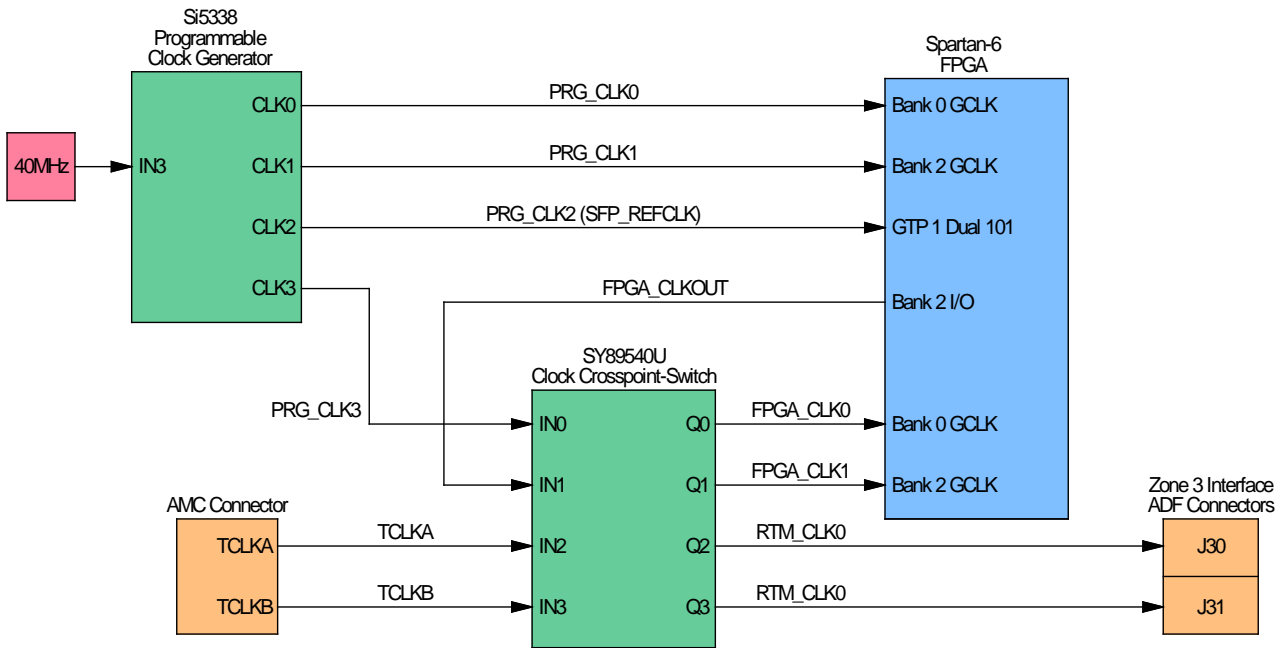 Si5338
Programmable
Clock Generator
Spartan-6
FPGA
CLK0
PRG_CLK0
Bank 0 GCLK
40MHz
IN3
CLK1
PRG_CLK1
Bank 2 GCLK
CLK2
PRG_CLK2 (SFP_REFCLK)
GTP 1 Dual 101
CLK3
FPGA_CLKOUT
Bank 2 I/O
SY89540U
Clock Crosspoint-Switch
PRG_CLK3
IN0
Q0
FPGA_CLK0
Bank 0 GCLK
IN1
Q1
FPGA_CLK1
Bank 2 GCLK
AMC Connector
Zone 3 Interface
ADF Connectors
TCLKA
TCLKA
IN2
Q2
RTM_CLK0
J30
TCLKB
TCLKB
IN3
Q3
RTM_CLK0
J31